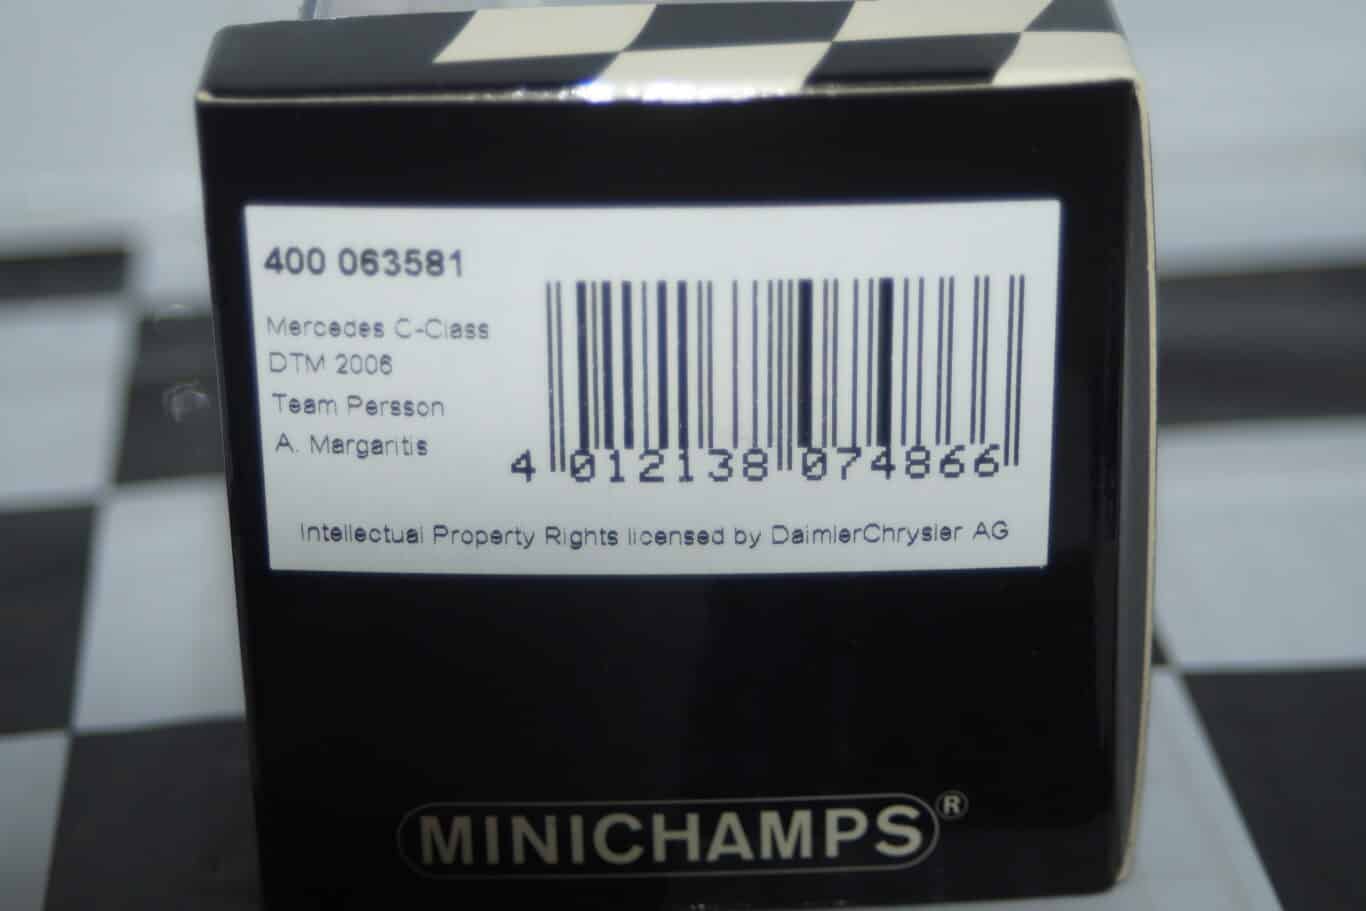 400 063581
Mercedes C-Class
DTM 2006
Team Persson
A. Margaritis
4 012138 074866
Intellectual Property Rights licensed by DaimlerChrysler AG
MINICHAMPS®